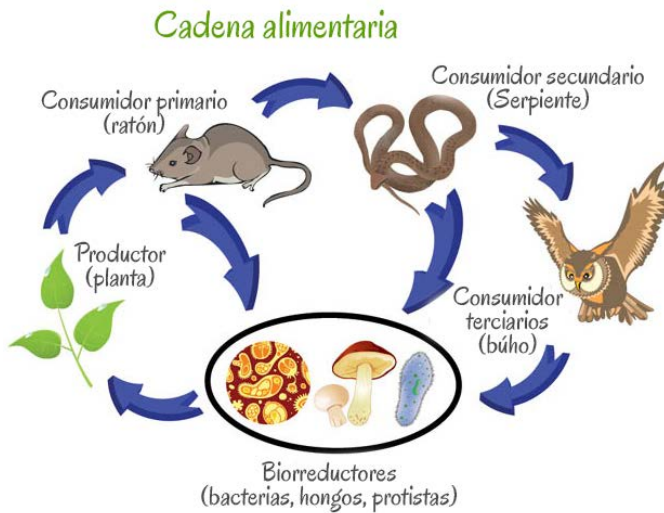 Cadena alimentaria
Consumidor primario
(ratón)
Consumidor secundario
(Serpiente)
Productor
(planta)
Consumidor
terciarios
(búho)
Biorreductores
(bacterias, hongos, protistas)